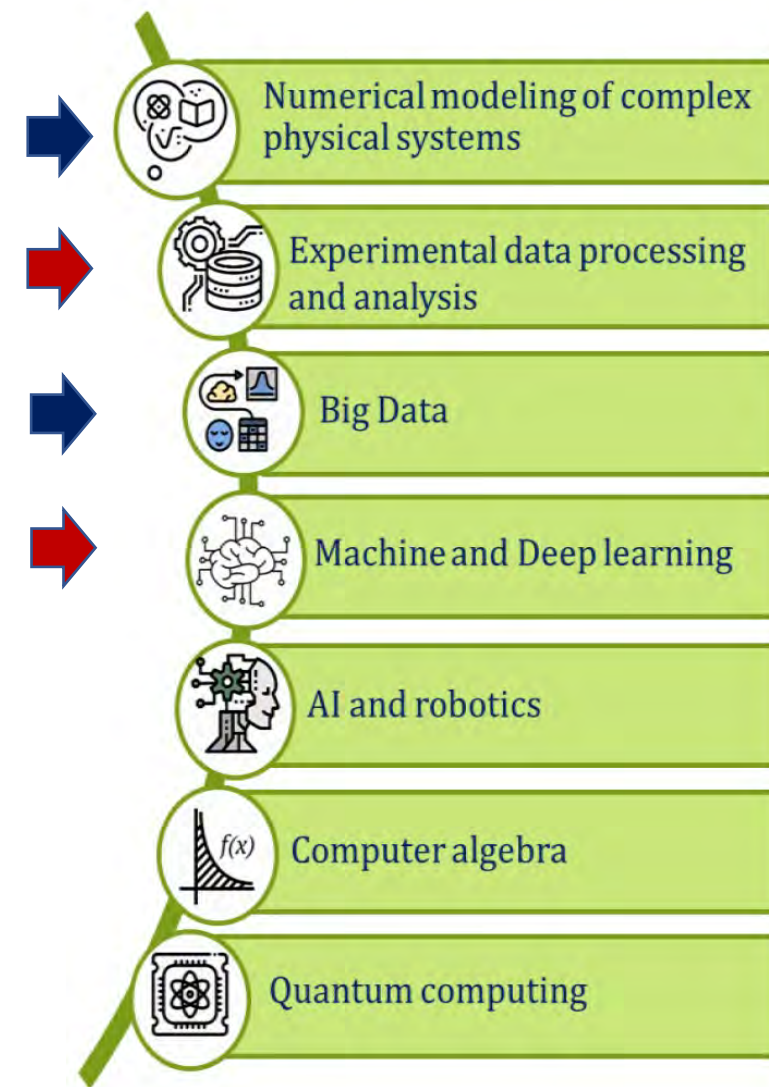 Numerical modeling of complex
physical systems
Experimental data processing
and analysis
Big Data
Machine and Deep learning
AI and robotics
f(x)
Computer algebra
Quantum computing